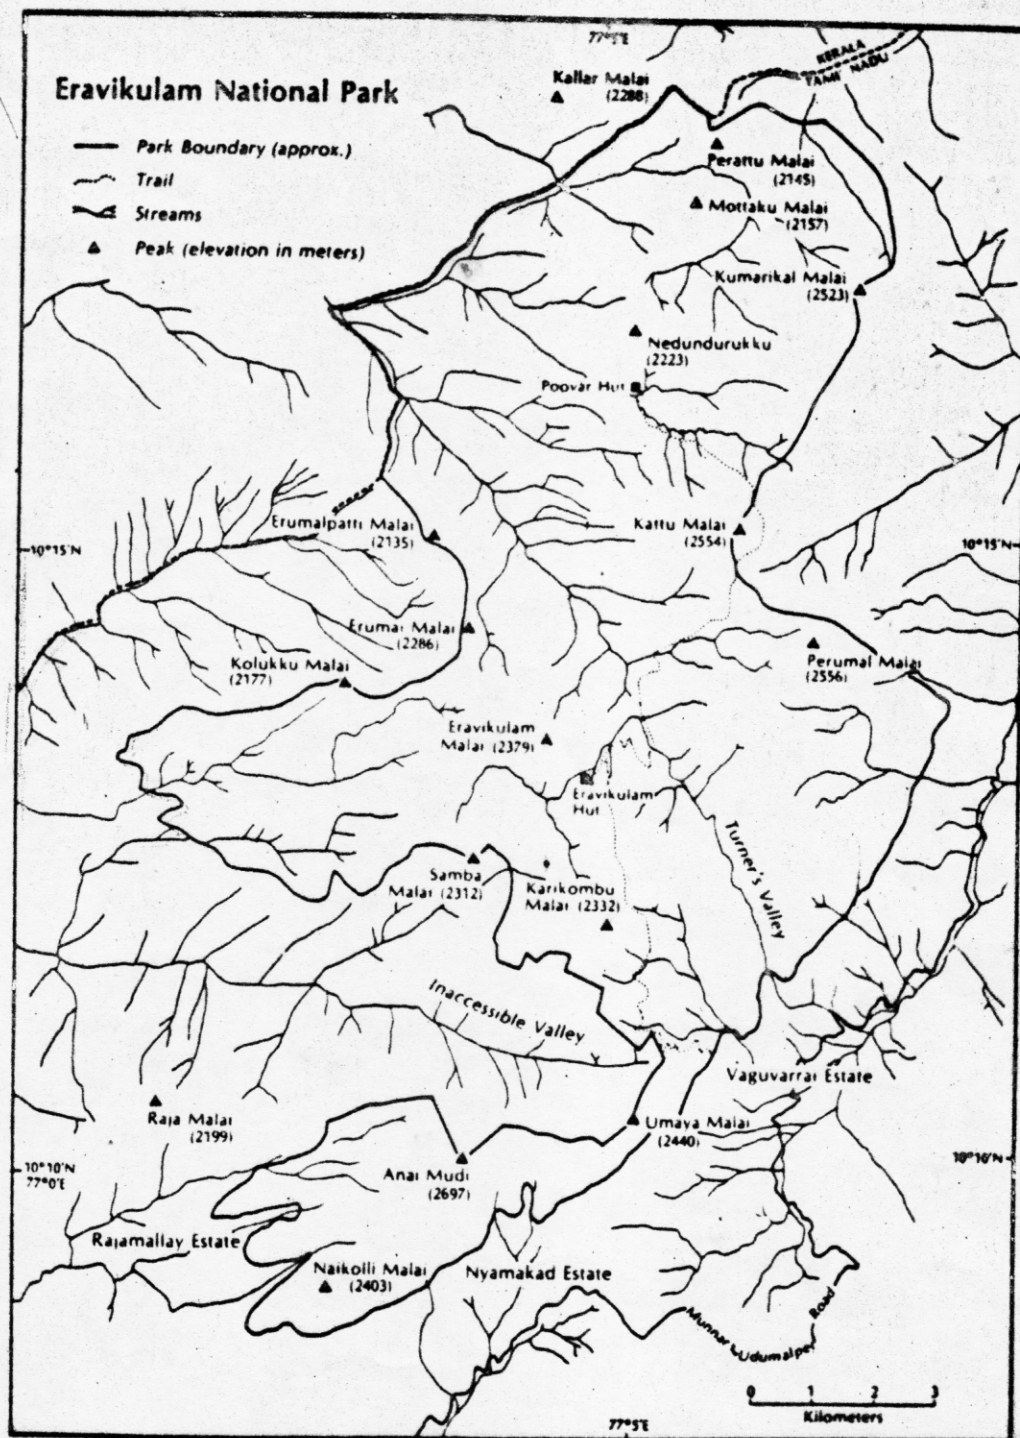 77°5'E
KERALA
TAMIL NADU
Eravikulam National Park
Park Boundary (approx.)
Trail
Streams
Peak (elevation in meters)
Kallar Malai
(2288)
Perattu Malai
(2145)
Mottaku Malai
(2157)
Kumarikal Malai
(2523)
Nedundurukku
(2223)
Poovar Hut
Erumalpatti Malai
(2135)
Kattu Malai
(2554)
10°15'N
10°15'N
Erumai Malai
(2286)
Kolukku Malai
(2177)
Perumal Malai
(2556)
Eravikulam
Malai (2379)
Eravikulam
Hut
Turner's Valley
Samba
Malai (2312)
Karikombu
Malai (2332)
Inaccessible Valley
Vaguvarrai Estate
Raja Malai
(2199)
Umaya Malai
(2440)
10°10'N
77°0'E
10°10'N
Anai Mudi
(2697)
Rajamallay Estate
Naikolli Malai
(2403)
Nyamakad Estate
Munnar Udumalpet Road
0 1 2 3
Kilometers
77°5'E